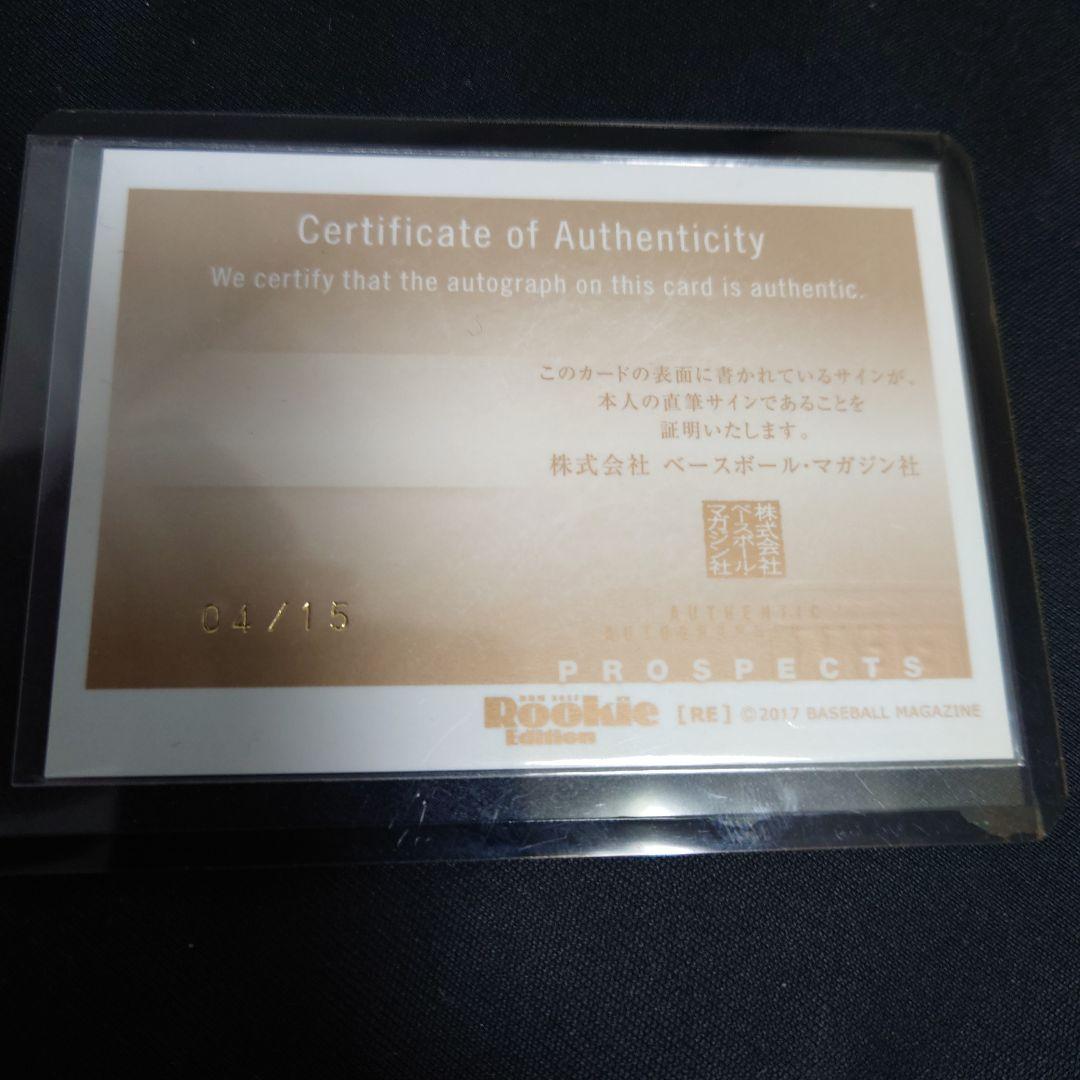 Certificate of Authenticity
We certify that the autograph on this card is authentic.
このカードの表面に書かれているサインが、
本人の直筆サインであることを
証明いたします。
株式会社 ベースボール・マガジン社
株式会社
ベースボール・
マガジン社
04/15
AUTHENTIC
PROSPECTS
Rookie
Edition
[RE] ©2017 BASEBALL MAGAZINE